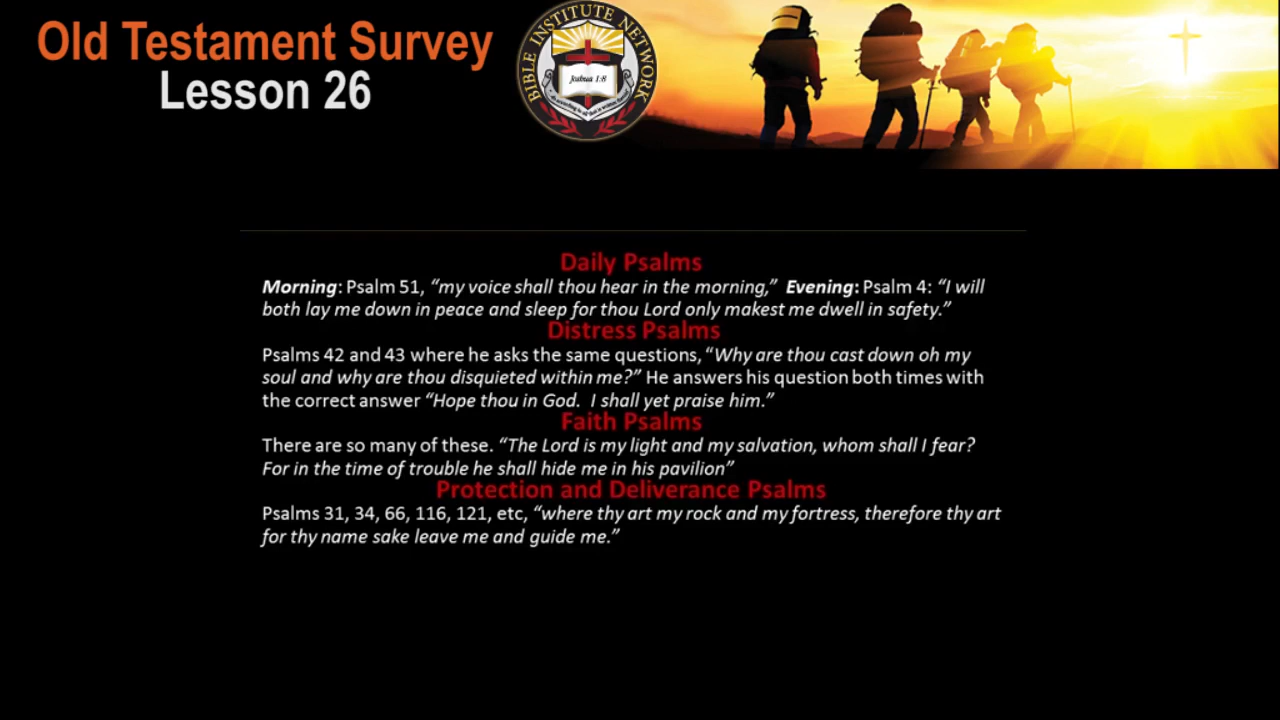 Old Testament Survey
Lesson 26
BIBLE INSTITUTE NETWORK
Joshua 1:8
Daily Psalms
Morning: Psalm 51, “my voice shall thou hear in the morning,” Evening: Psalm 4: “I will
both lay me down in peace and sleep for thou Lord only makest me dwell in safety.”
Distress Psalms
Psalms 42 and 43 where he asks the same questions, “Why are thou cast down oh my
soul and why are thou disquieted within me?” He answers his question both times with
the correct answer “Hope thou in God. I shall yet praise him.”
Faith Psalms
There are so many of these. “The Lord is my light and my salvation, whom shall I fear?
For in the time of trouble he shall hide me in his pavilion”
Protection and Deliverance Psalms
Psalms 31, 34, 66, 116, 121, etc, “where thy art my rock and my fortress, therefore thy art
for thy name sake leave me and guide me.”